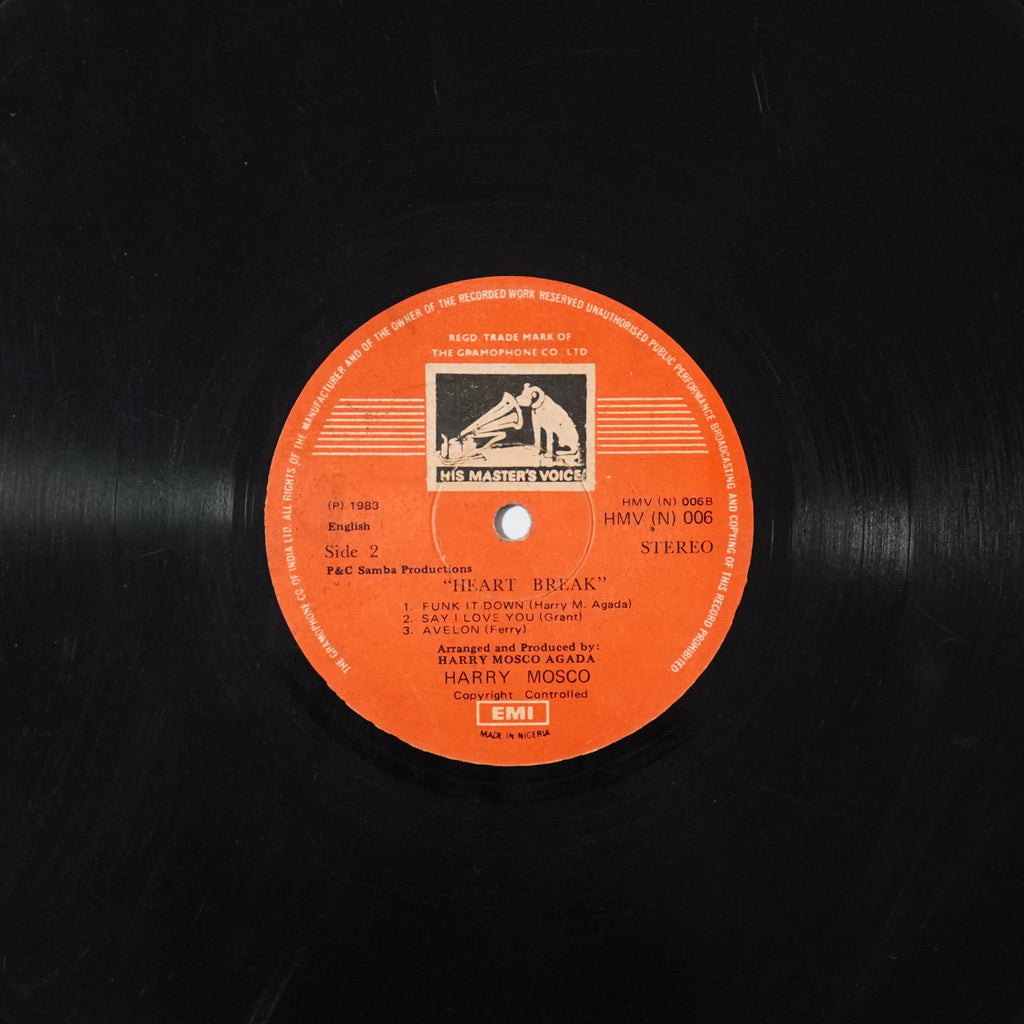 THE GRAMOPHONE CO. OF INDIA LTD. ALL RIGHTS OF THE MANUFACTURER AND OF THE OWNER OF THE RECORDED WORK RESERVED UNAUTHORISED PUBLIC PERFORMANCE BROADCASTING AND COPYING OF THIS RECORD PROHIBITED
REGD. TRADE MARK OF
THE GRAMOPHONE CO., LTD
HIS MASTER'S VOICE
(P) 1983
HMV (N) 006B
English
HMV (N) 006
Side 2
STEREO
P&C Samba Productions
"HEART BREAK"
1. FUNK IT DOWN (Harry M. Agada)
2. SAY I LOVE YOU (Grant)
3. AVELON (Ferry)
Arranged and Produced by:
HARRY MOSCO AGADA
HARRY MOSCO
Copyright Controlled
EMI
MADE IN NIGERIA